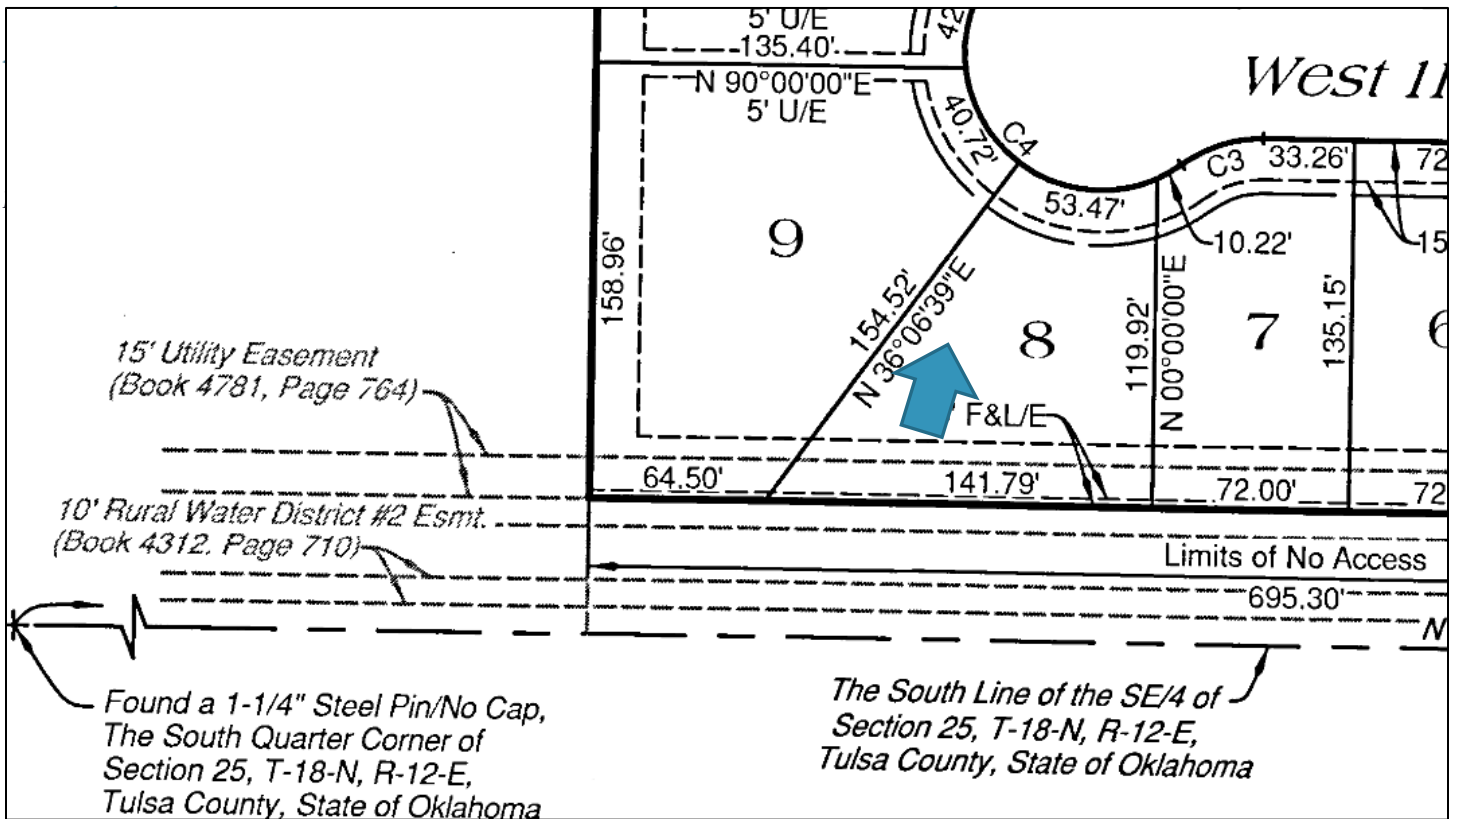 5' U/E
135.40'
42
N 90°00'00"E
5' U/E
West 11
40.72'
C4
C3
33.26'
72
53.47'
10.22'
15
9
158.96'
154.52'
N 36°06'39"E
8
119.92'
N 00°00'00"E
7
135.15'
6
15' Utility Easement
(Book 4781, Page 764)
F&L/E
64.50'
141.79'
72.00'
72
10' Rural Water District #2 Esmt.
(Book 4312. Page 710)
Limits of No Access
695.30'
N
Found a 1-1/4" Steel Pin/No Cap,
The South Quarter Corner of
Section 25, T-18-N, R-12-E,
Tulsa County, State of Oklahoma
The South Line of the SE/4 of
Section 25, T-18-N, R-12-E,
Tulsa County, State of Oklahoma